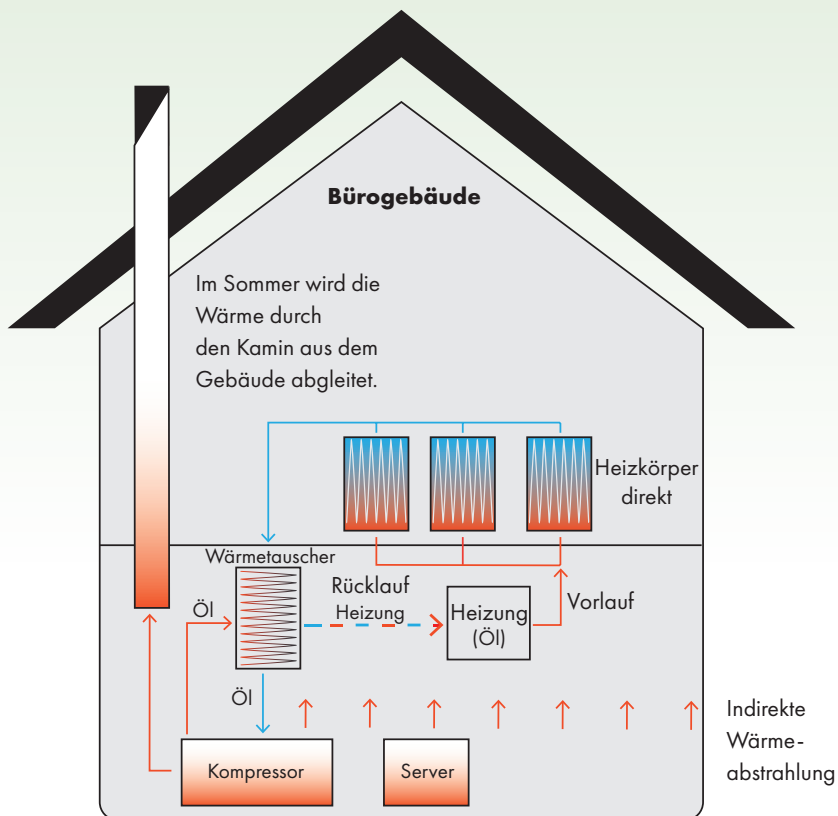 Bürogebäude
Im Sommer wird die
Wärme durch
den Kamin aus dem
Gebäude abgleitet.
Heizkörper
direkt
Wärmetauscher
Öl
Rücklauf
Heizung
Heizung
(Öl)
Vorlauf
Öl
Kompressor
Server
Indirekte
Wärme-
abstrahlung